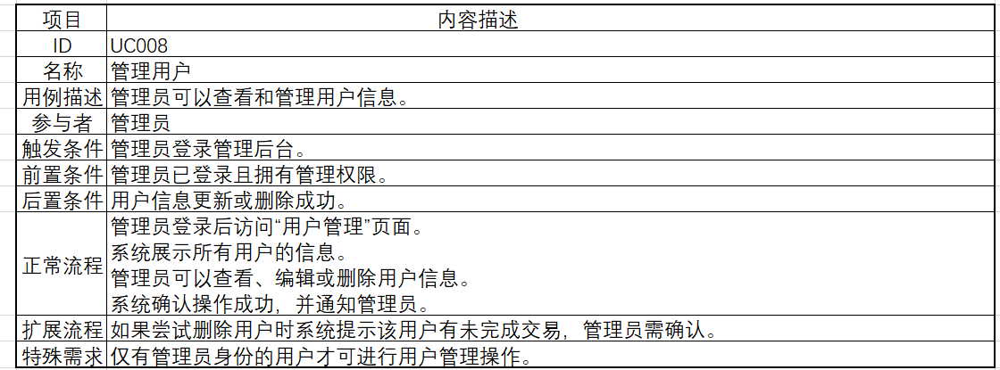 项目 内容描述
ID UC008
名称 管理用户
用例描述 管理员可以查看和管理用户信息。
参与者 管理员
触发条件 管理员登录管理后台。
前置条件 管理员已登录且拥有管理权限。
后置条件 用户信息更新或删除成功。
正常流程 管理员登录后访问“用户管理”页面。
系统展示所有用户的信息。
管理员可以查看、编辑或删除用户信息。
系统确认操作成功，并通知管理员。
扩展流程 如果尝试删除用户时系统提示该用户有未完成交易，管理员需确认。
特殊需求 仅有管理员身份的用户才可进行用户管理操作。